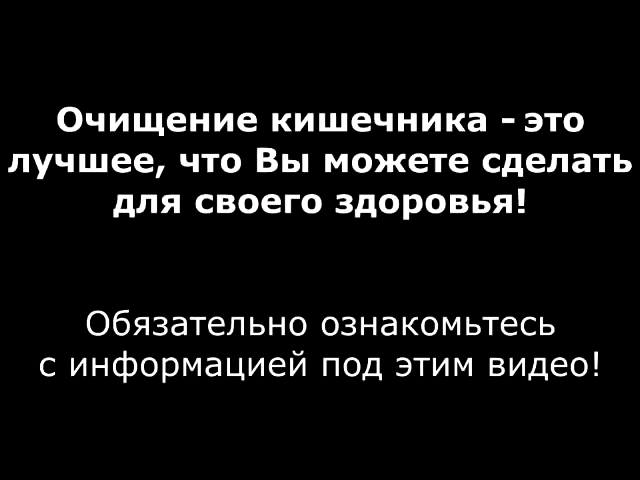 Очищение кишечника - это
лучшее, что Вы можете сделать
для своего здоровья!
Обязательно ознакомьтесь
с информацией под этим видео!